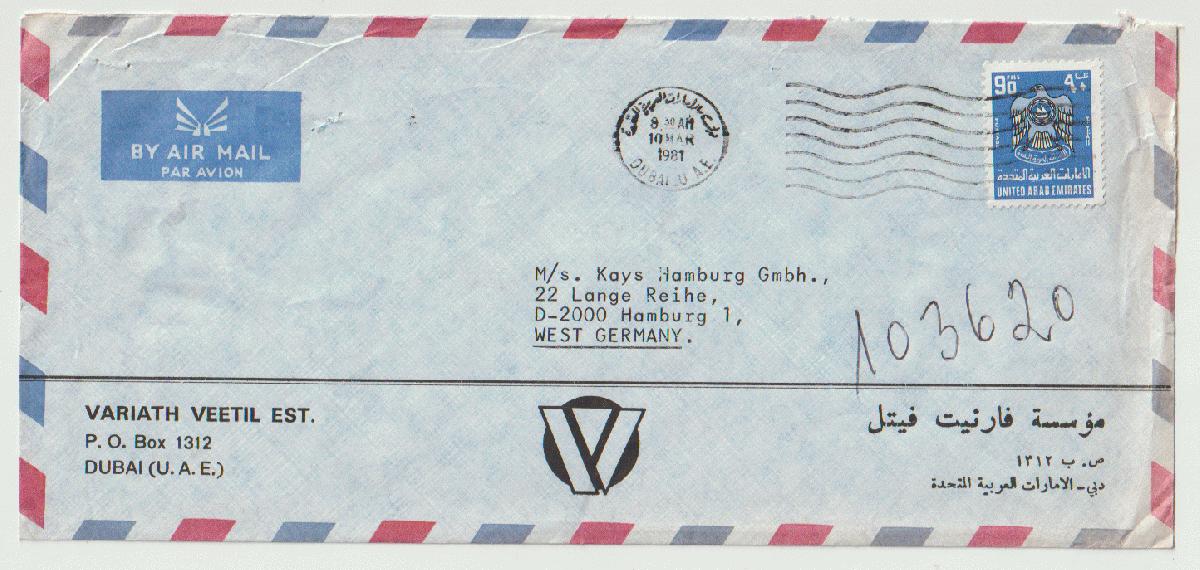 BY AIR MAIL
PAR AVION
8 30 AM
10 MAR
1981
DUBAI U.A.E.
90
٩٠
الامارات العربية المتحدة
UNITED ARAB EMIRATES
M/s. Kays Hamburg Gmbh.,
22 Lange Reihe,
D-2000 Hamburg 1,
WEST GERMANY.
103620
VARIATH VEETIL EST.
P. O. Box 1312
DUBAI (U. A. E.)
مؤسسة فارنيت فيتل
ص. ب ١٣١٢
دبي - الامارات العربية المتحدة